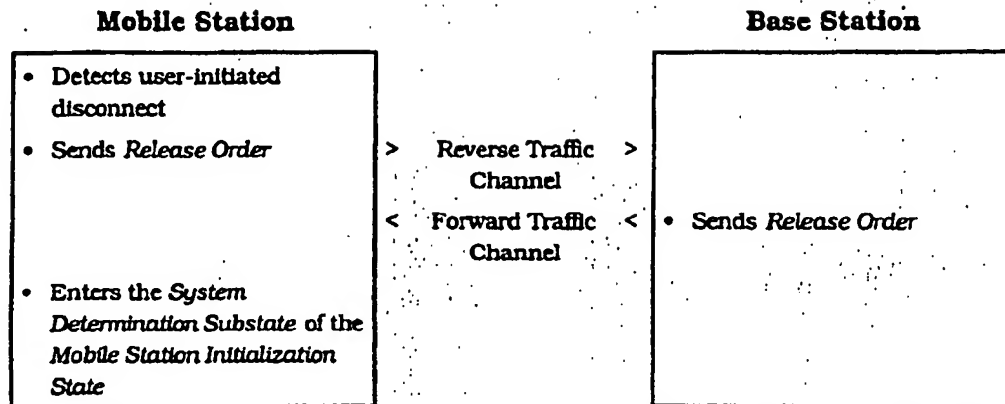 Mobile Station
Base Station
• Detects user-initiated
disconnect
• Sends Release Order
> Reverse Traffic >
Channel
< Forward Traffic <
Channel
• Sends Release Order
• Enters the System
Determination Substate of the
Mobile Station Initialization
State